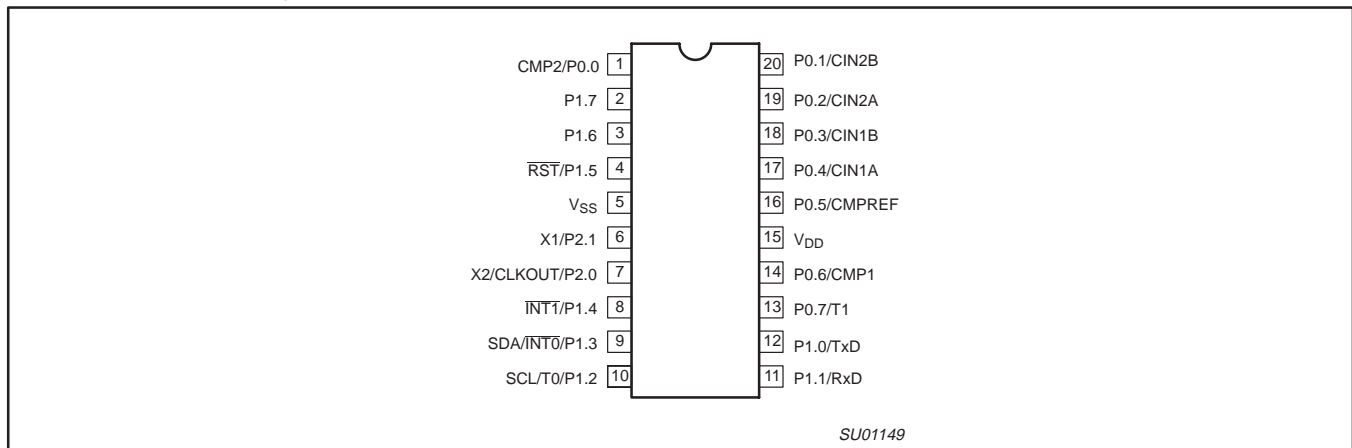 CMP2/P0.0 1 20 P0.1/CIN2B
P1.7 2 19 P0.2/CIN2A
P1.6 3 18 P0.3/CIN1B
R̅S̅T̅/P1.5 4 17 P0.4/CIN1A
VSS 5 16 P0.5/CMPREF
X1/P2.1 6 15 VDD
X2/CLKOUT/P2.0 7 14 P0.6/CMP1
I̅N̅T̅1̅/P1.4 8 13 P0.7/T1
SDA/I̅N̅T̅0̅/P1.3 9 12 P1.0/TxD
SCL/T0/P1.2 10 11 P1.1/RxD
SU01149